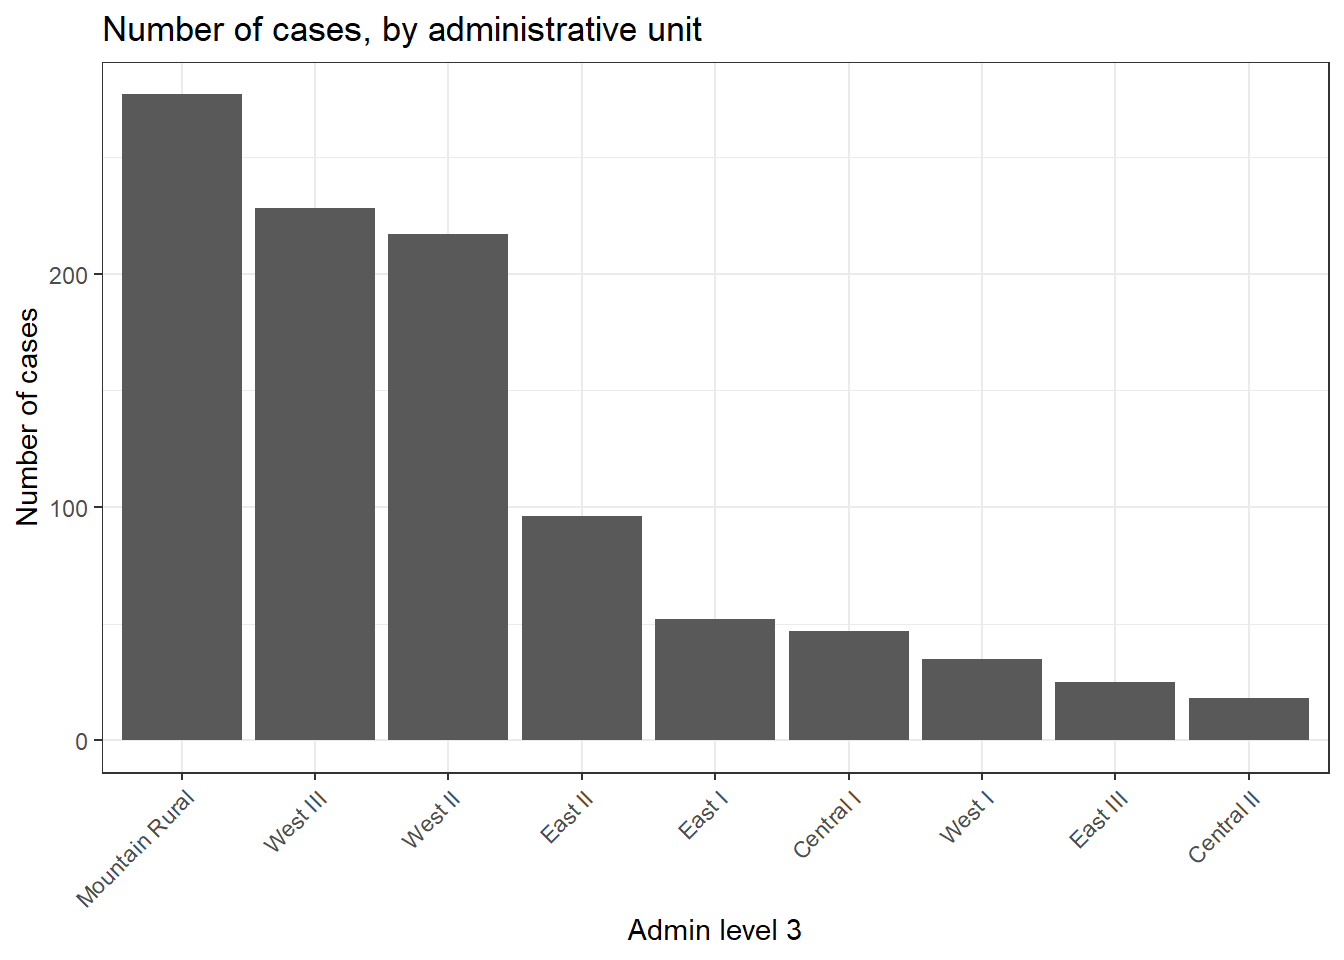 Number of cases, by administrative unit
Number of cases
200
100
0
Mountain Rural
West III
West II
East II
East I
Central I
West I
East III
Central II
Admin level 3